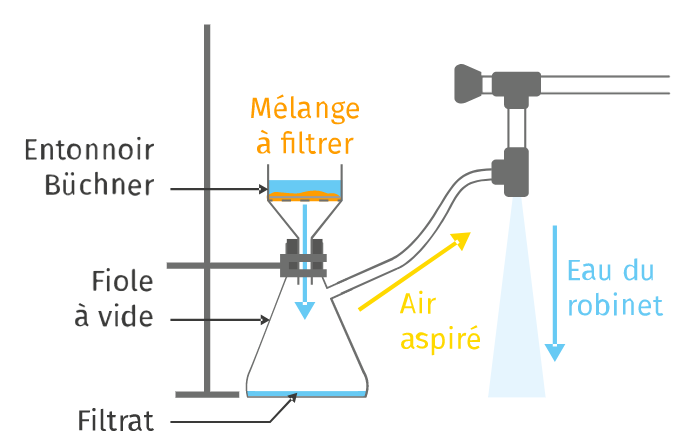 Mélange
à filtrer
Entonnoir
Büchner
Fiole
à vide
Air
aspiré
Eau du
robinet
Filtrat